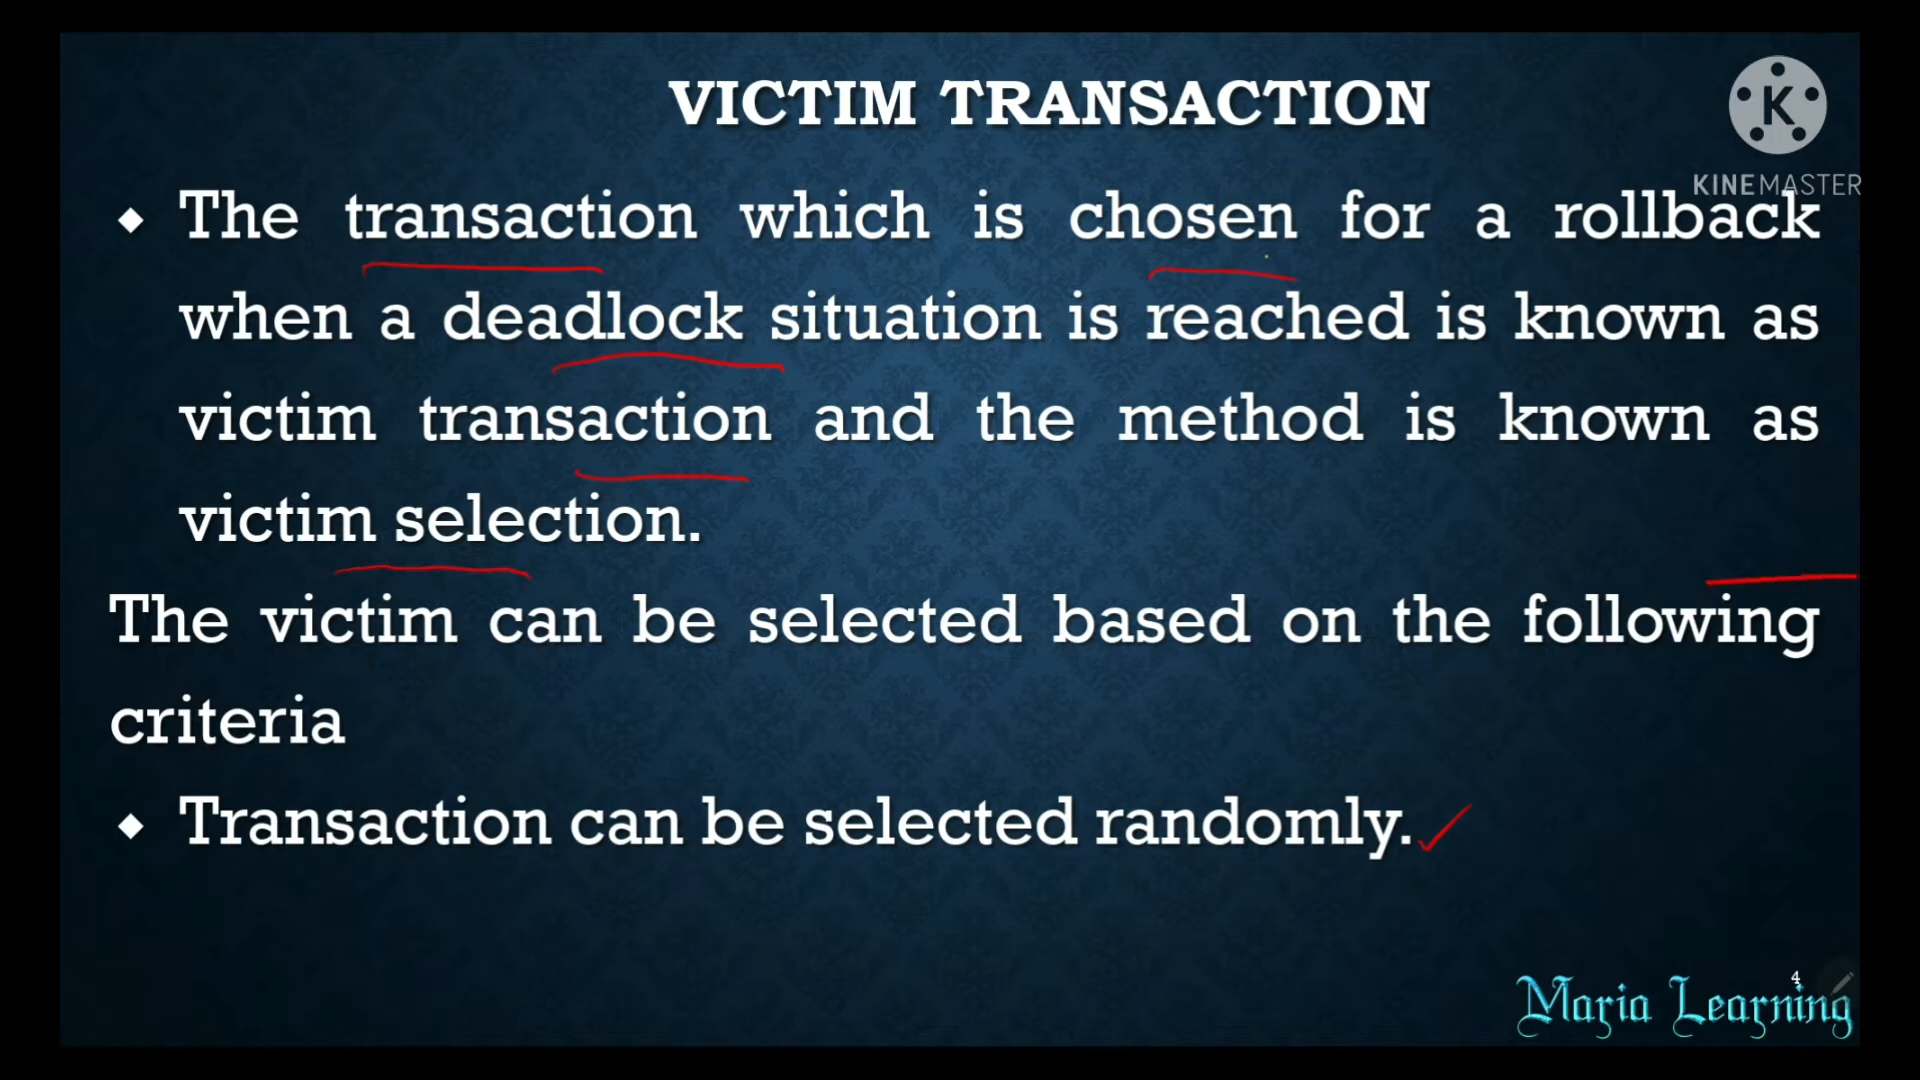 VICTIM TRANSACTION
K
KINEMASTER
◆ The transaction which is chosen for a rollback
when a deadlock situation is reached is known as
victim transaction and the method is known as
victim selection.
The victim can be selected based on the following
criteria
◆ Transaction can be selected randomly.
4
Maria Learning